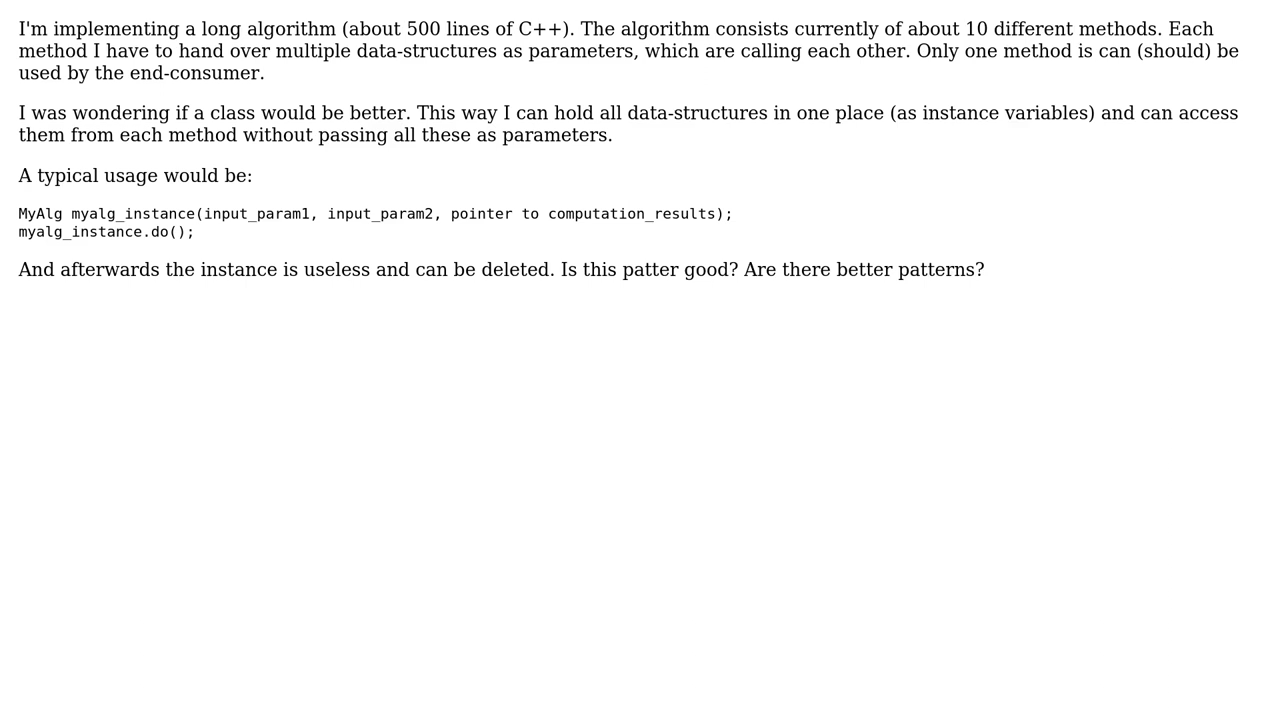 I'm implementing a long algorithm (about 500 lines of C++). The algorithm consists currently of about 10 different methods. Each
method I have to hand over multiple data-structures as parameters, which are calling each other. Only one method is can (should) be
used by the end-consumer.
I was wondering if a class would be better. This way I can hold all data-structures in one place (as instance variables) and can access
them from each method without passing all these as parameters.
A typical usage would be:
MyAlg myalg_instance(input_param1, input_param2, pointer to computation_results);
myalg_instance.do();
And afterwards the instance is useless and can be deleted. Is this patter good? Are there better patterns?